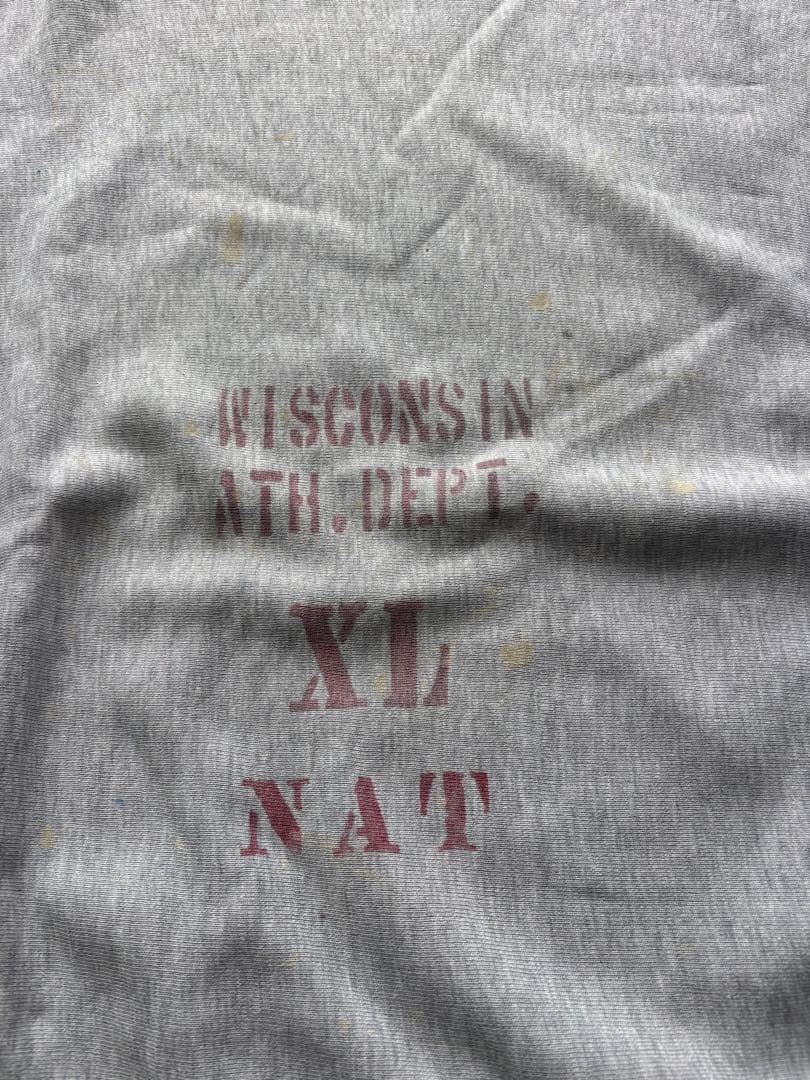 WISCONSIN
ATH. DEPT.
XL
NAT